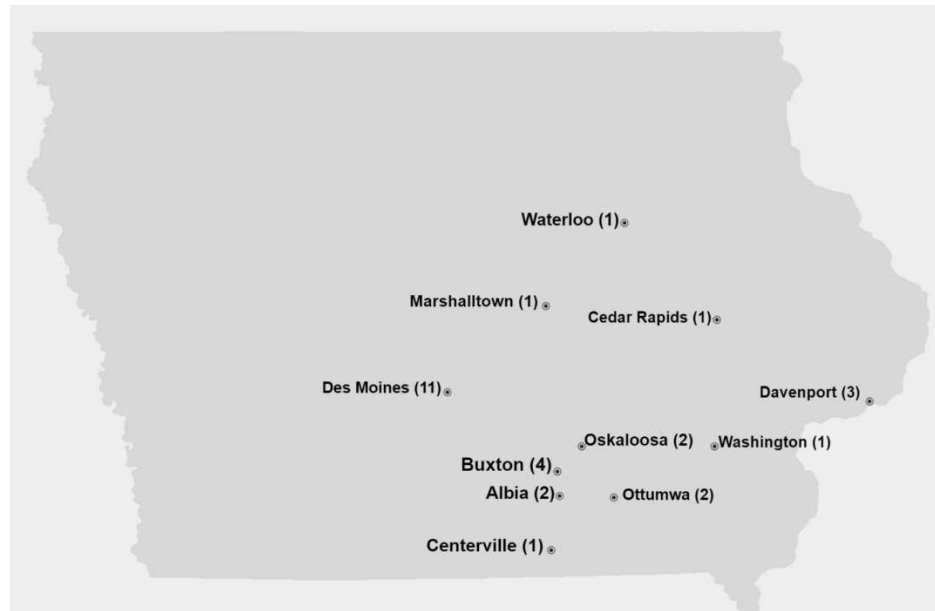 Waterloo (1)
Marshalltown (1)
Cedar Rapids (1)
Des Moines (11)
Davenport (3)
Oskaloosa (2)
Washington (1)
Buxton (4)
Albia (2)
Ottumwa (2)
Centerville (1)